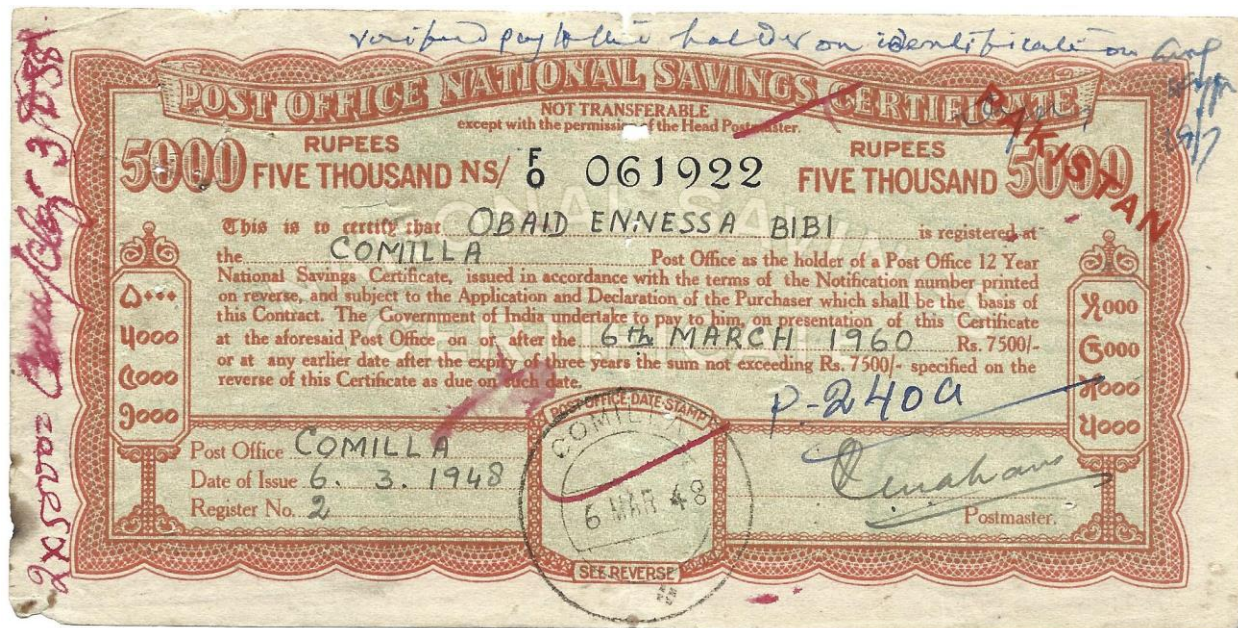 verified pay to the holder on identification
POST OFFICE NATIONAL SAVINGS CERTIFICATE
NOT TRANSFERABLE
except with the permission of the Head Postmaster.
PAKISTAN
5000 RUPEES FIVE THOUSAND NS/ F/0 061922 RUPEES FIVE THOUSAND 5000
This is to certify that OBAID ENNESSA BIBI is registered at
the COMILLA Post Office as the holder of a Post Office 12 Year
National Savings Certificate, issued in accordance with the terms of the Notification number printed
on reverse, and subject to the Application and Declaration of the Purchaser which shall be the basis of
this Contract. The Government of India undertake to pay to him, on presentation of this Certificate
at the aforesaid Post Office on or after the 6th MARCH 1960 Rs. 7500/-
or at any earlier date after the expiry of three years the sum not exceeding Rs. 7500/- specified on the
reverse of this Certificate as due on such date.
P-240a
POST OFFICE DATE STAMP
COMILLA
6 MAR 48
Post Office COMILLA
Date of Issue 6. 3. 1948
Register No. 2
Postmaster.
SEE REVERSE